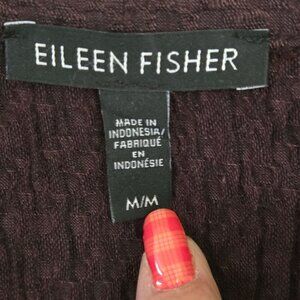 EILEEN FISHER
MADE IN
INDONESIA/
FABRIQUÉ
EN
INDONÉSIE
M/M